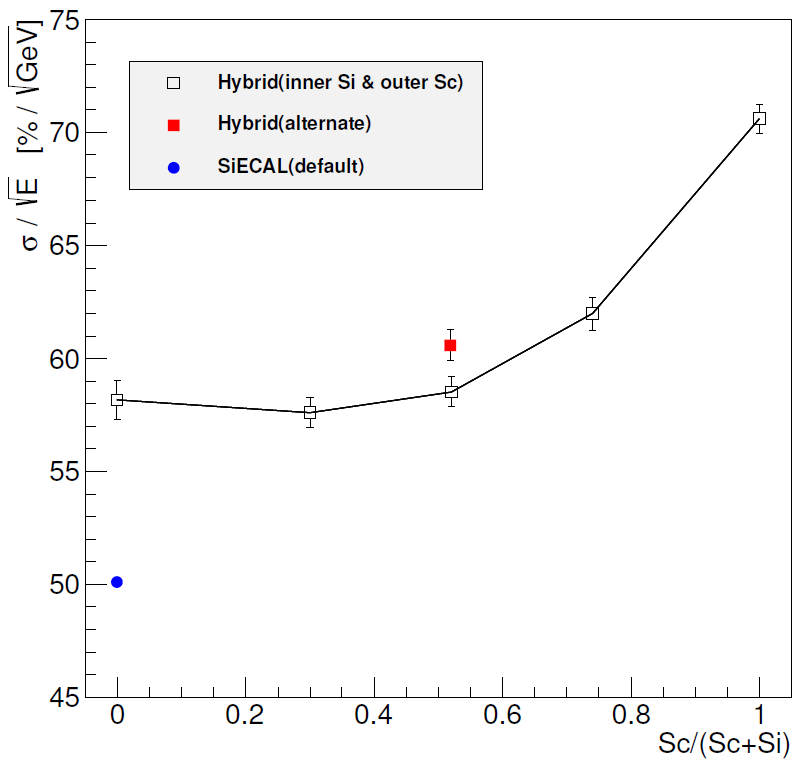 σ / √E [% / √GeV]
75
70
65
60
55
50
45
Hybrid(inner Si & outer Sc)
Hybrid(alternate)
SiECAL(default)
0 0.2 0.4 0.6 0.8 1
Sc/(Sc+Si)